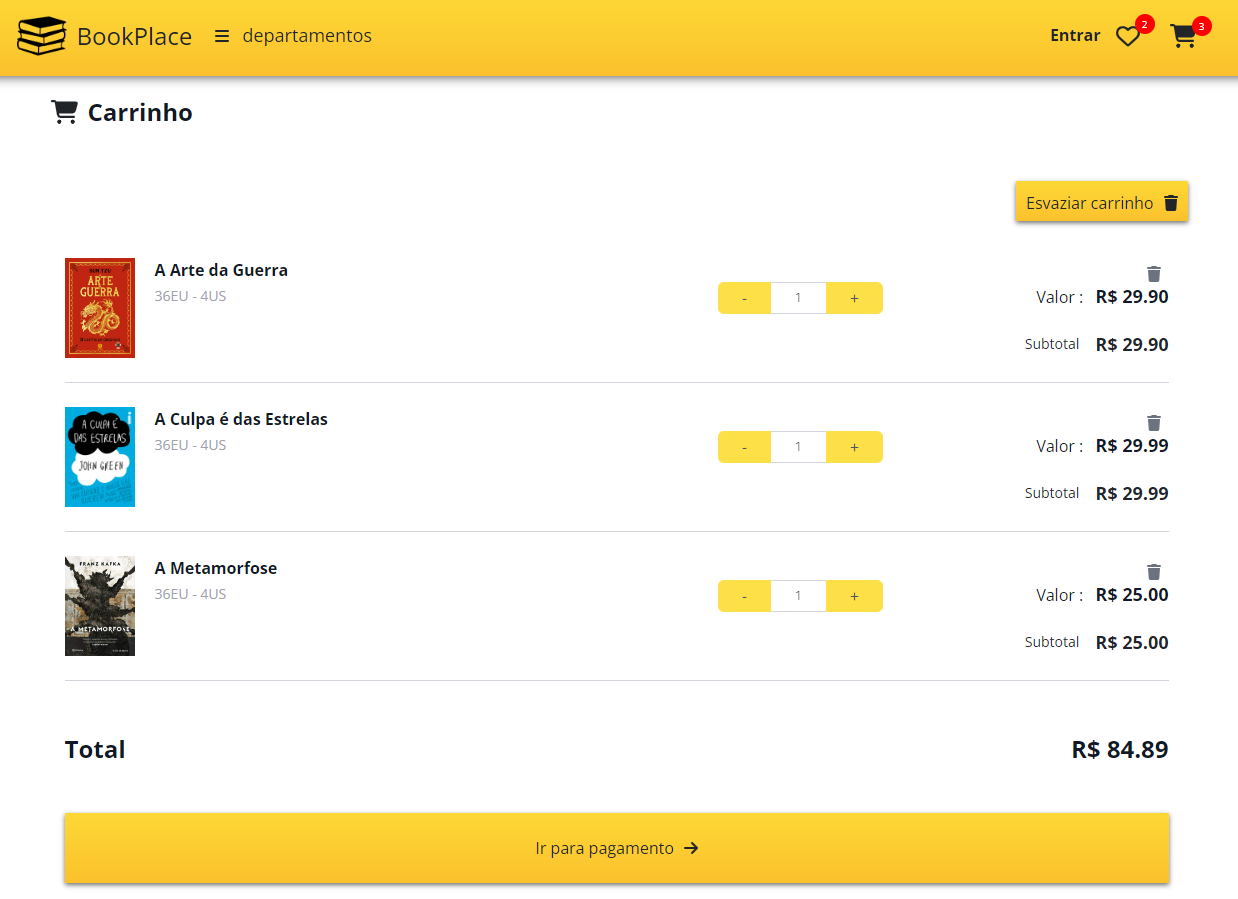 BookPlace
departamentos
Entrar
2
3
Carrinho
Esvaziar carrinho
SUN TZU
ARTE
GUERRA
A Arte da Guerra
36EU - 4US
- 1 +
Valor : R$ 29.90
Subtotal R$ 29.90
A CULPA É
DAS ESTRELAS
JOHN GREEN
A Culpa é das Estrelas
36EU - 4US
- 1 +
Valor : R$ 29.99
Subtotal R$ 29.99
FRANZ KAFKA
A METAMORFOSE
A Metamorfose
36EU - 4US
- 1 +
Valor : R$ 25.00
Subtotal R$ 25.00
Total R$ 84.89
Ir para pagamento